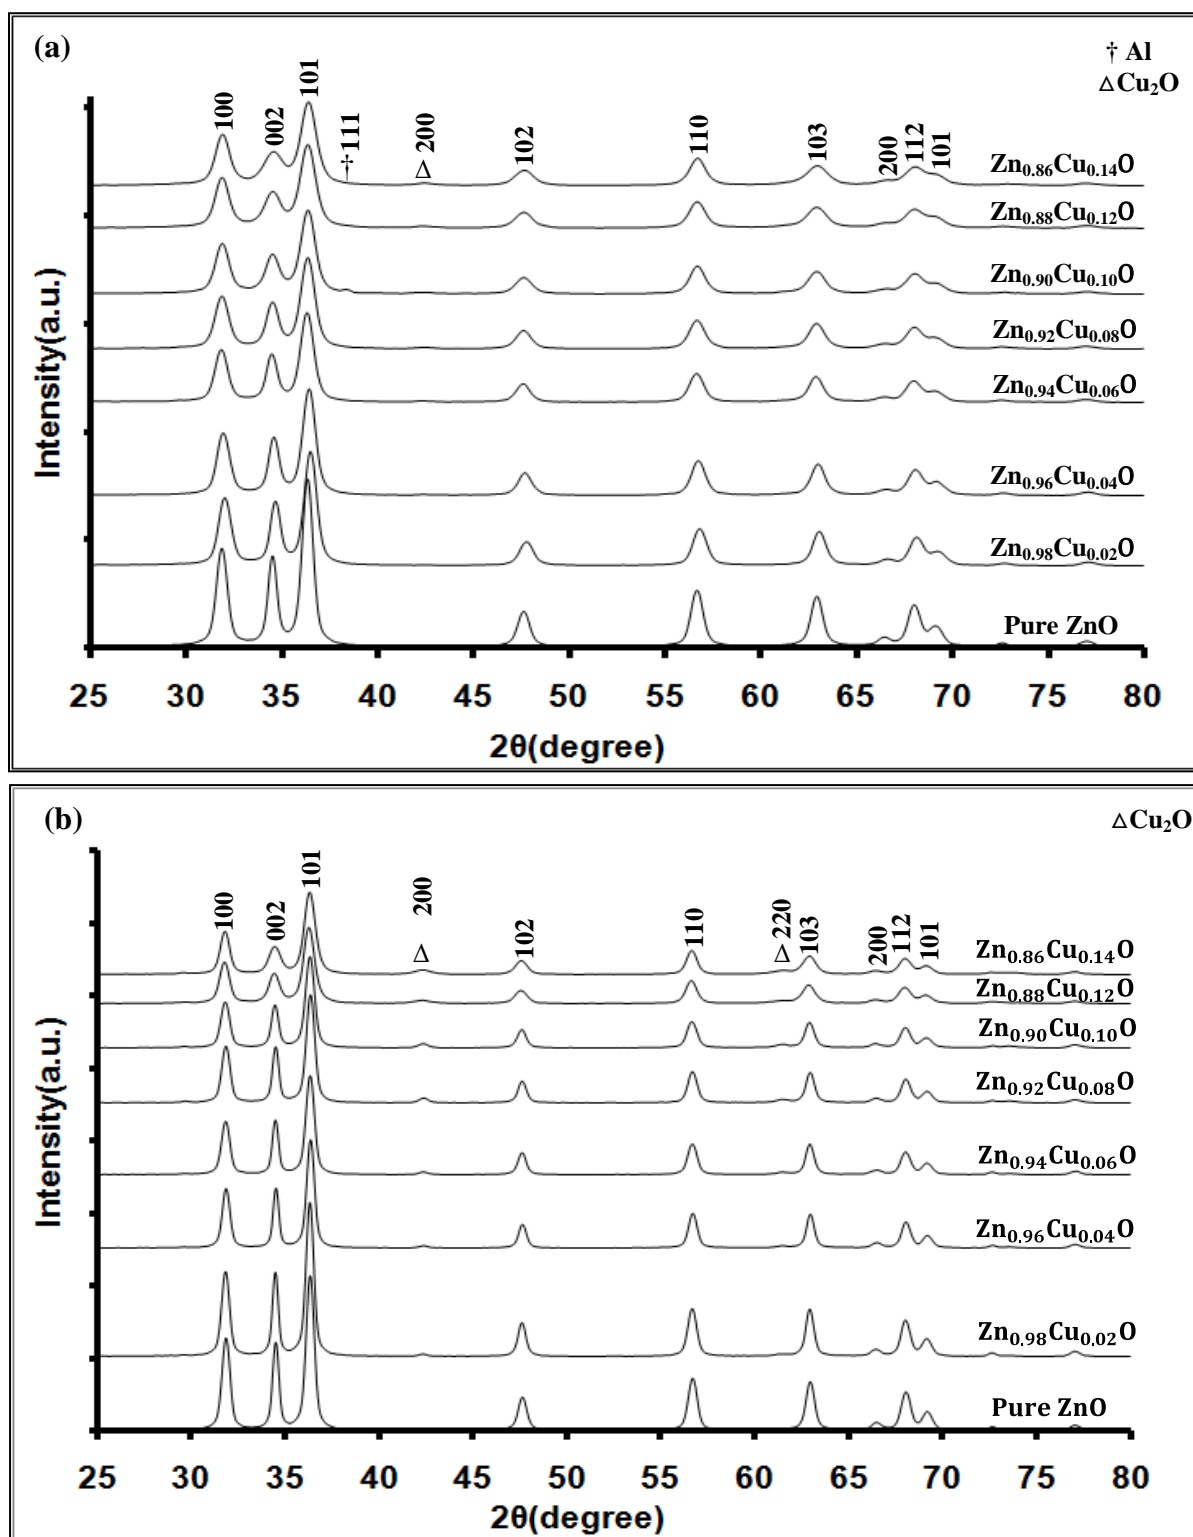 (a)
† Al
△Cu₂O
100
002
101
†111
△ 200
102
110
103
200
112
101
Zn₀.₈₆Cu₀.₁₄O
Zn₀.₈₈Cu₀.₁₂O
Zn₀.₉₀Cu₀.₁₀O
Zn₀.₉₂Cu₀.₀₈O
Zn₀.₉₄Cu₀.₀₆O
Zn₀.₉₆Cu₀.₀₄O
Zn₀.₉₈Cu₀.₀₂O
Pure ZnO
Intensity(a.u.)
25 30 35 40 45 50 55 60 65 70 75 80
2θ(degree)
(b)
△Cu₂O
100
002
101
△ 200
102
110
△ 220
103
200
112
101
Zn₀.₈₆Cu₀.₁₄O
Zn₀.₈₈Cu₀.₁₂O
Zn₀.₉₀Cu₀.₁₀O
Zn₀.₉₂Cu₀.₀₈O
Zn₀.₉₄Cu₀.₀₆O
Zn₀.₉₆Cu₀.₀₄O
Zn₀.₉₈Cu₀.₀₂O
Pure ZnO
Intensity(a.u.)
25 30 35 40 45 50 55 60 65 70 75 80
2θ(degree)